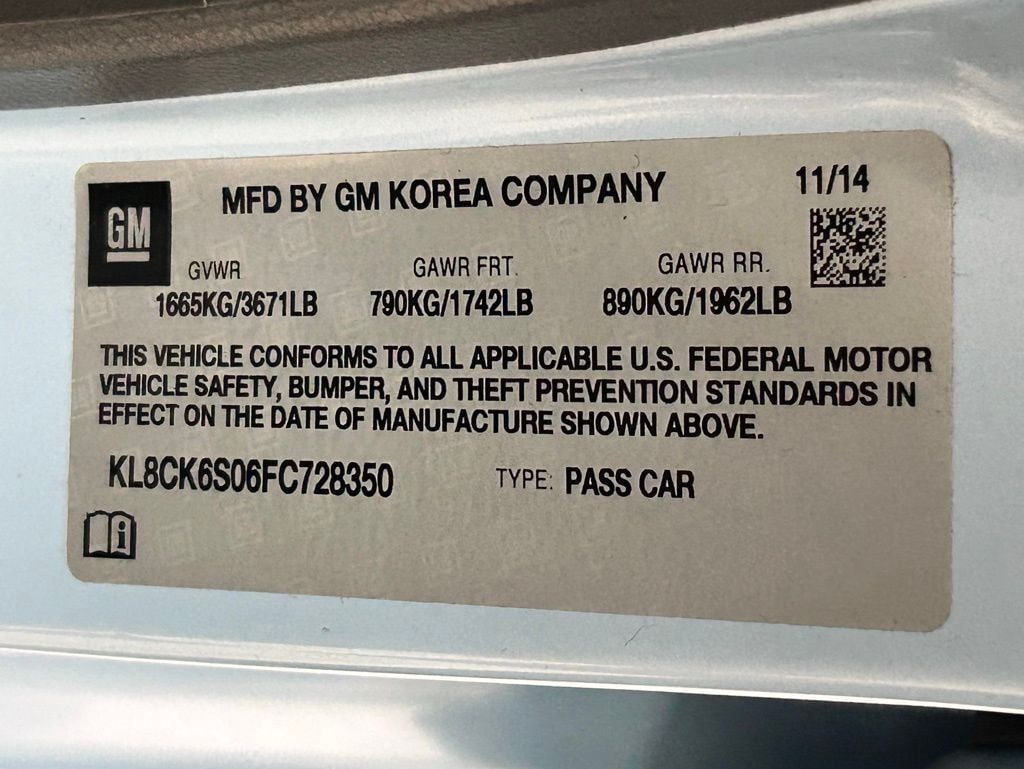 GM
MFD BY GM KOREA COMPANY
11/14
GVWR
GAWR FRT.
GAWR RR.
1665KG/3671LB
790KG/1742LB
890KG/1962LB
THIS VEHICLE CONFORMS TO ALL APPLICABLE U.S. FEDERAL MOTOR
VEHICLE SAFETY, BUMPER, AND THEFT PREVENTION STANDARDS IN
EFFECT ON THE DATE OF MANUFACTURE SHOWN ABOVE.
KL8CK6S06FC728350
TYPE: PASS CAR
i